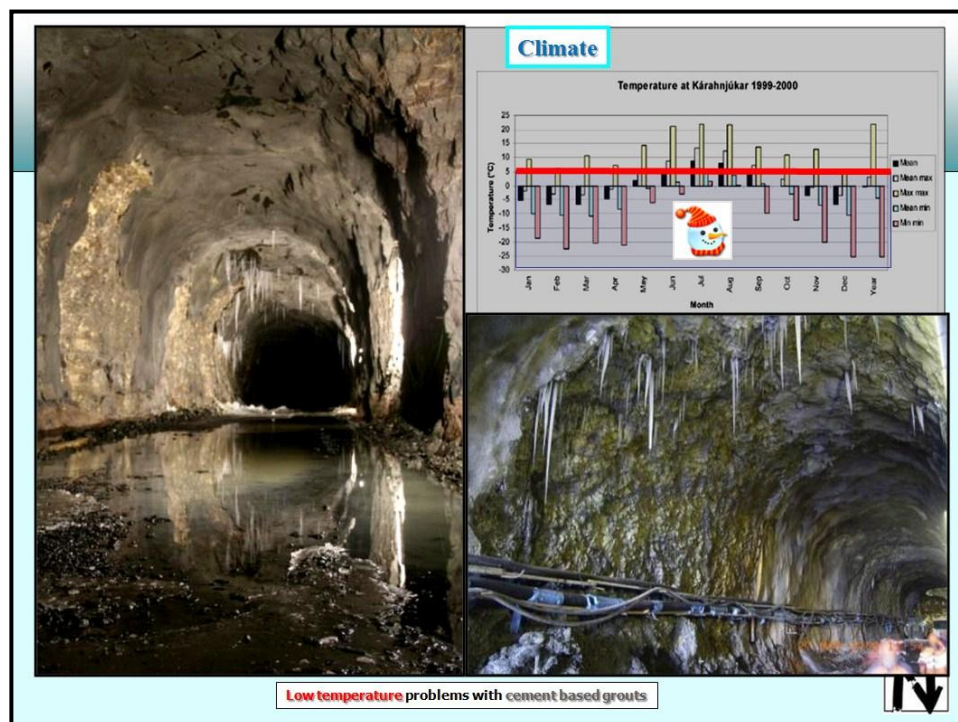 Climate
Temperature at Kárahnjúkar 1999-2000
Temperature (°C)
25
20
15
10
5
0
-5
-10
-15
-20
-25
-30
Jan
Feb
Mar
Apr
May
Jun
Jul
Aug
Sep
Oct
Nov
Dec
Year
Month
Mean
Mean max
Max max
Mean min
Min min
Low temperature problems with cement based grouts